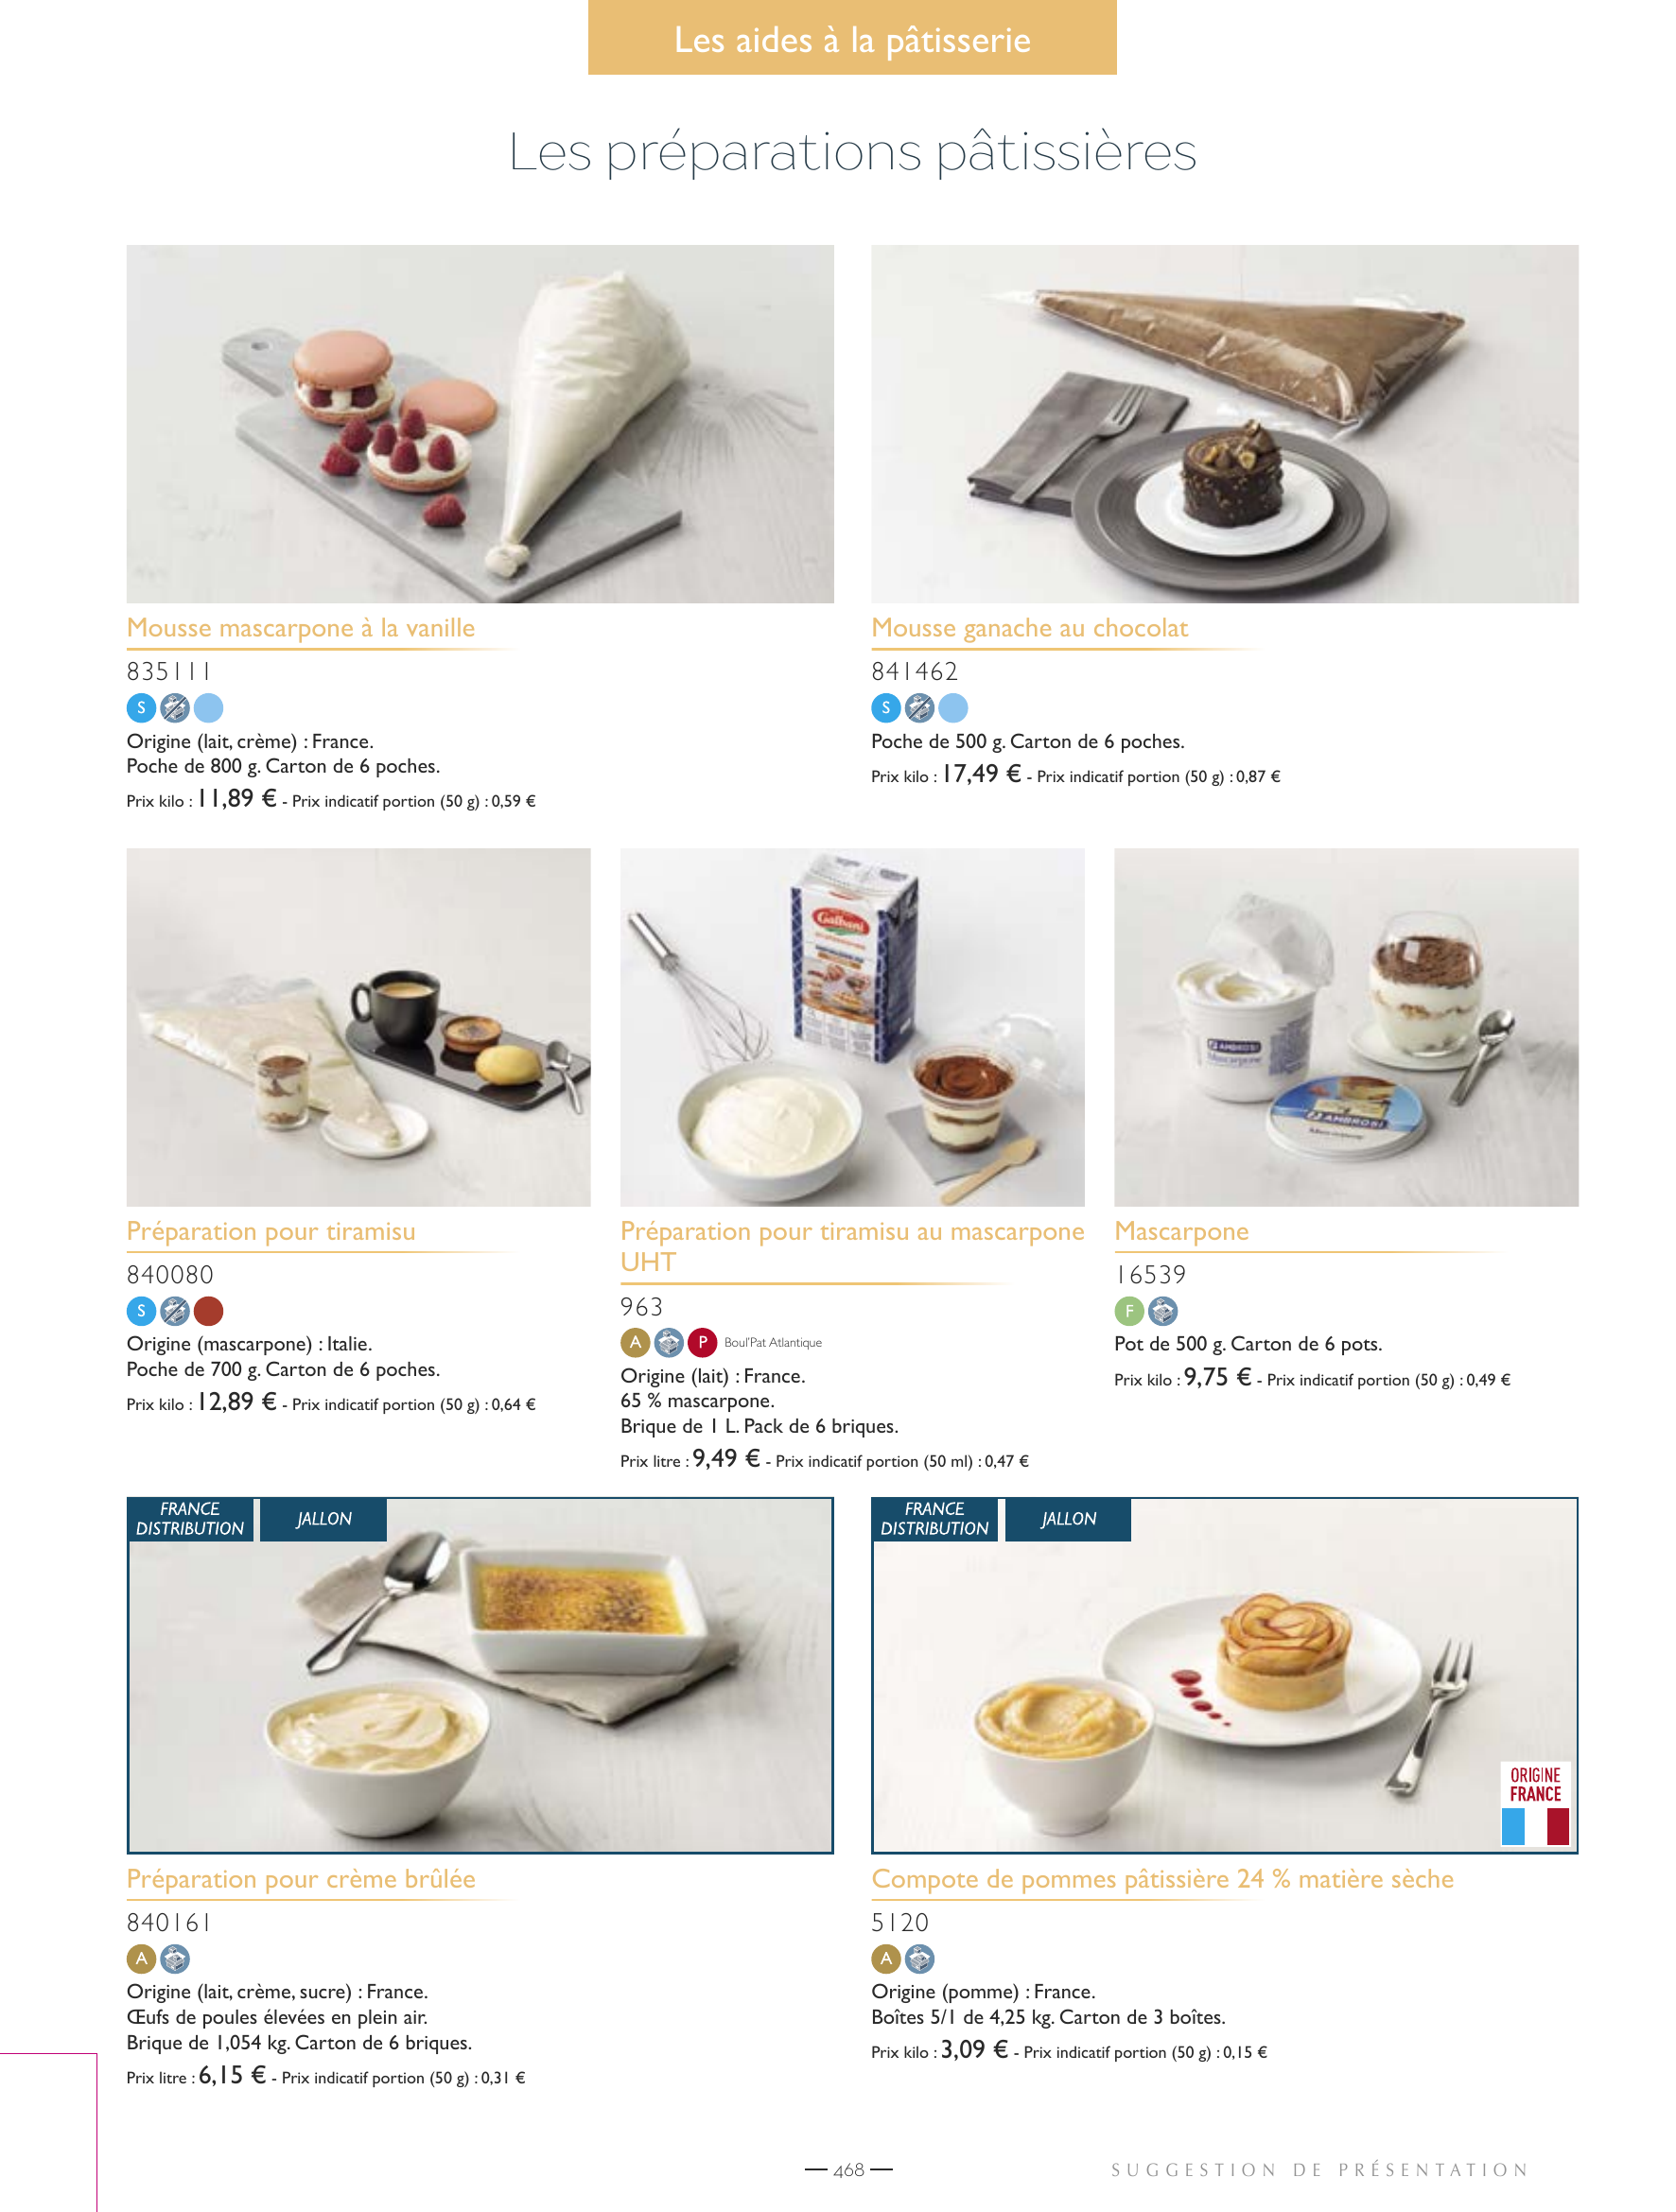 Les aides à la pâtisserie
Les préparations pâtissières
Mousse mascarpone à la vanille
835111
S
Origine (lait, crème) : France.
Poche de 800 g. Carton de 6 poches.
Prix kilo : 11,89 € - Prix indicatif portion (50 g) : 0,59 €
Mousse ganache au chocolat
841462
S
Poche de 500 g. Carton de 6 poches.
Prix kilo : 17,49 € - Prix indicatif portion (50 g) : 0,87 €
Préparation pour tiramisu
840080
S
Origine (mascarpone) : Italie.
Poche de 700 g. Carton de 6 poches.
Prix kilo : 12,89 € - Prix indicatif portion (50 g) : 0,64 €
Galbani
Préparation pour tiramisu au mascarpone
UHT
963
A P Boul'Pat Atlantique
Origine (lait) : France.
65 % mascarpone.
Brique de 1 L. Pack de 6 briques.
Prix litre : 9,49 € - Prix indicatif portion (50 ml) : 0,47 €
AMBROSI
Mascarpone
AMBROSI
Mascarpone
Mascarpone
16539
F
Pot de 500 g. Carton de 6 pots.
Prix kilo : 9,75 € - Prix indicatif portion (50 g) : 0,49 €
FRANCE
DISTRIBUTION
JALLON
Préparation pour crème brûlée
840161
A
Origine (lait, crème, sucre) : France.
Œufs de poules élevées en plein air.
Brique de 1,054 kg. Carton de 6 briques.
Prix litre : 6,15 € - Prix indicatif portion (50 g) : 0,31 €
FRANCE
DISTRIBUTION
JALLON
ORIGINE
FRANCE
Compote de pommes pâtissière 24 % matière sèche
5120
A
Origine (pomme) : France.
Boîtes 5/1 de 4,25 kg. Carton de 3 boîtes.
Prix kilo : 3,09 € - Prix indicatif portion (50 g) : 0,15 €
468
SUGGESTION DE PRÉSENTATION